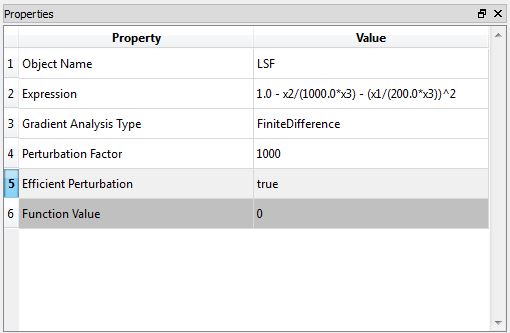 Properties
Property Value
1 Object Name LSF
2 Expression 1.0 - x2/(1000.0*x3) - (x1/(200.0*x3))^2
3 Gradient Analysis Type FiniteDifference
4 Perturbation Factor 1000
5 Efficient Perturbation true
6 Function Value 0